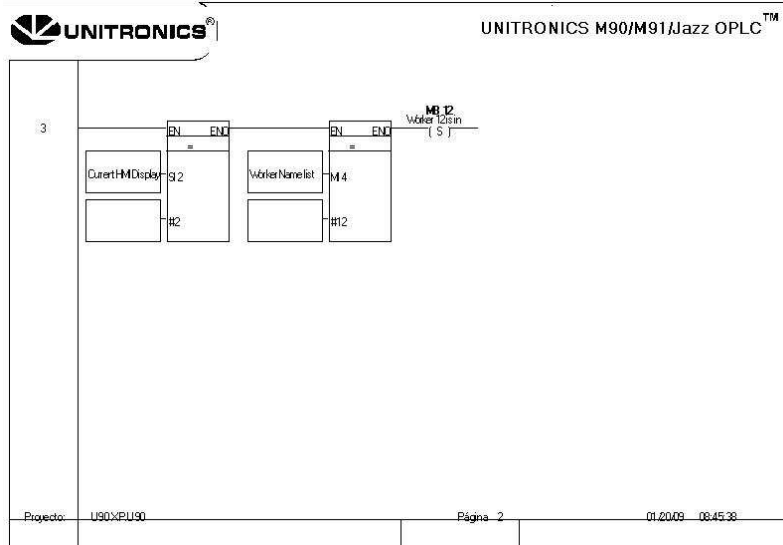 UNITRONICS®
UNITRONICS M90/M91/Jazz OPLC™
3
MB 12
Worker 12 is in
( S )
EN END
=
Current HMI Display SI 2
#2
EN END
=
Worker Name list MI 4
#12
Proyecto: U90XP.U90 Página 2 01/20/09 08:45:38